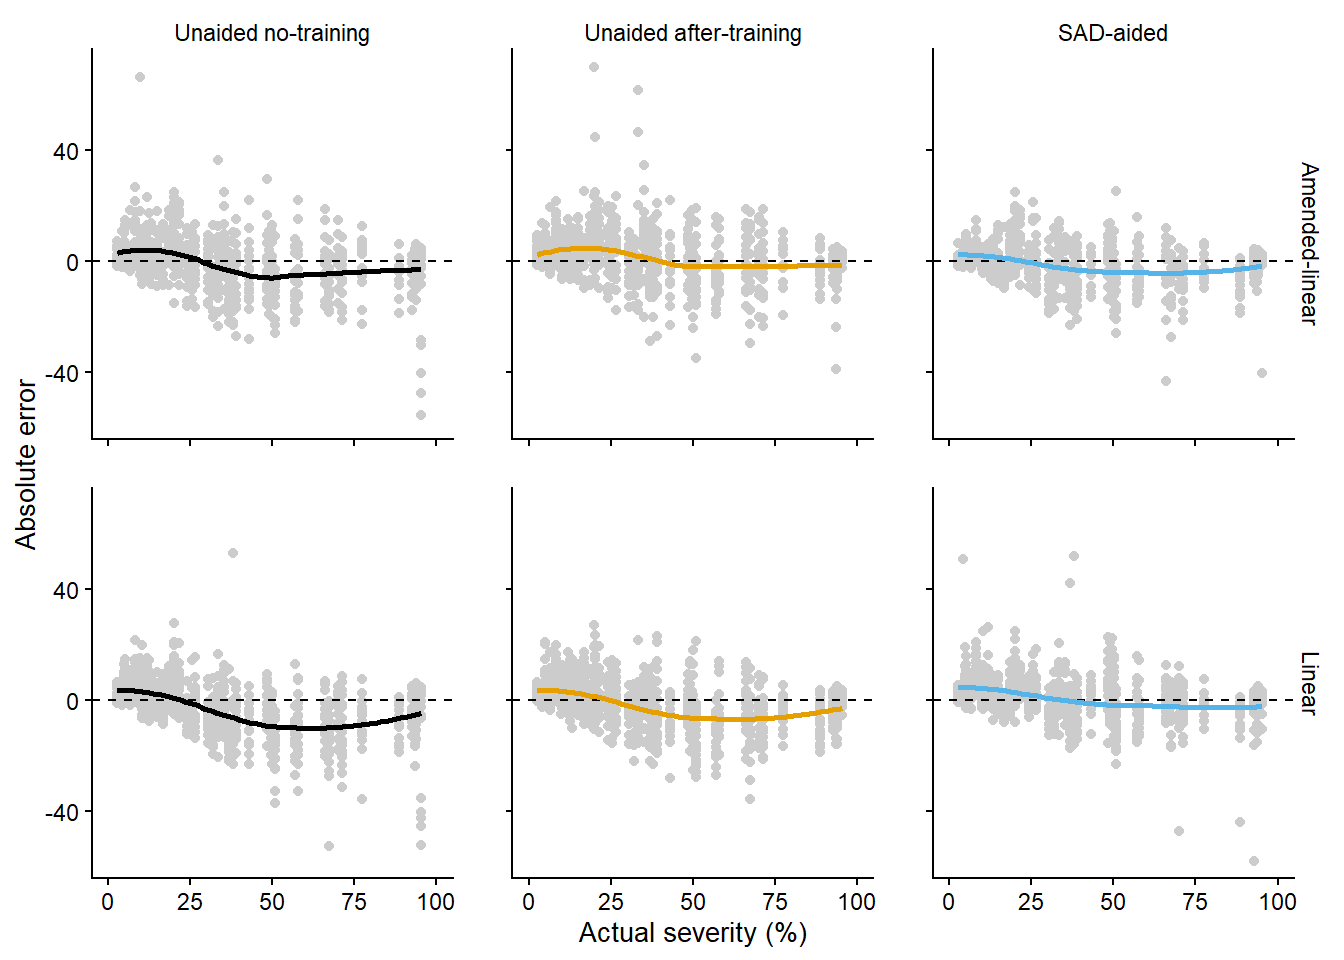 Unaided no-training
Unaided after-training
SAD-aided
40
0
-40
Amended-linear
Absolute error
40
0
-40
Linear
0 25 50 75 100
0 25 50 75 100
0 25 50 75 100
Actual severity (%)